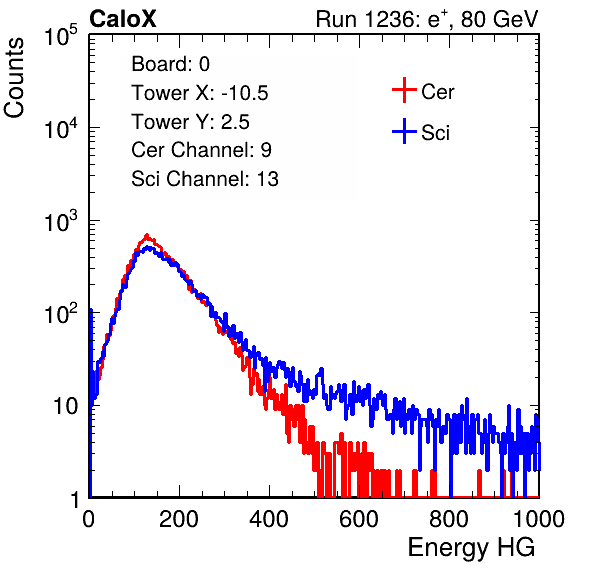 CaloX Run 1236: e⁺, 80 GeV
Counts
Board: 0
Tower X: -10.5
Tower Y: 2.5
Cer Channel: 9
Sci Channel: 13
Cer
Sci
10⁵
10⁴
10³
10²
10
1
0 200 400 600 800 1000
Energy HG